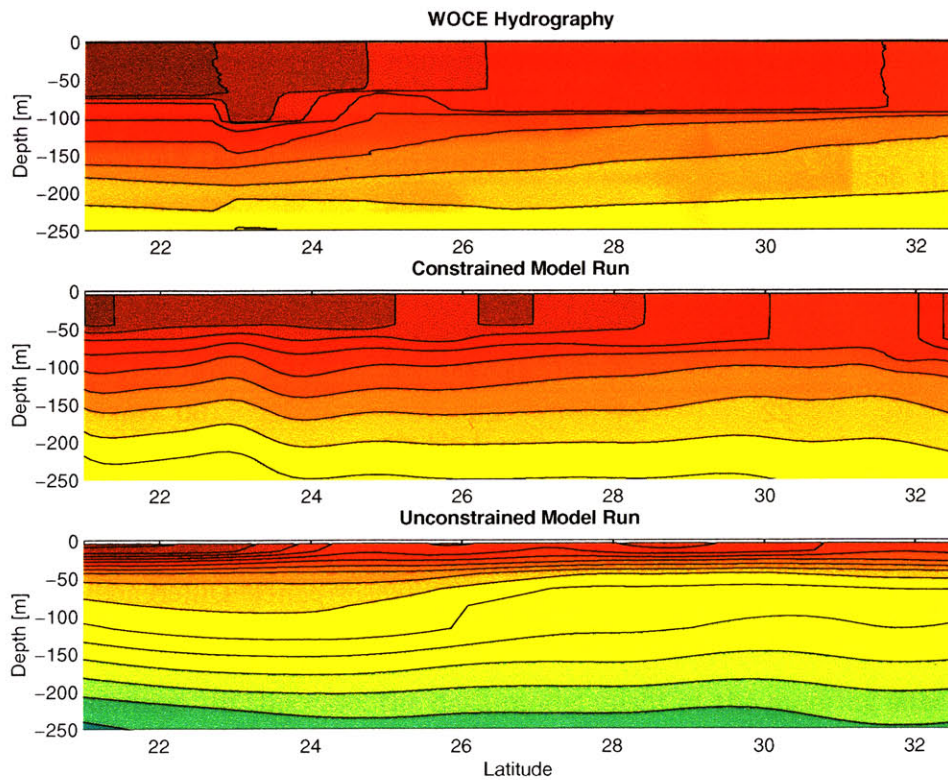 WOCE Hydrography
0
−50
−100
−150
−200
−250
Depth [m]
22 24 26 28 30 32
Constrained Model Run
0
−50
−100
−150
−200
−250
Depth [m]
22 24 26 28 30 32
Unconstrained Model Run
0
−50
−100
−150
−200
−250
Depth [m]
22 24 26 28 30 32
Latitude